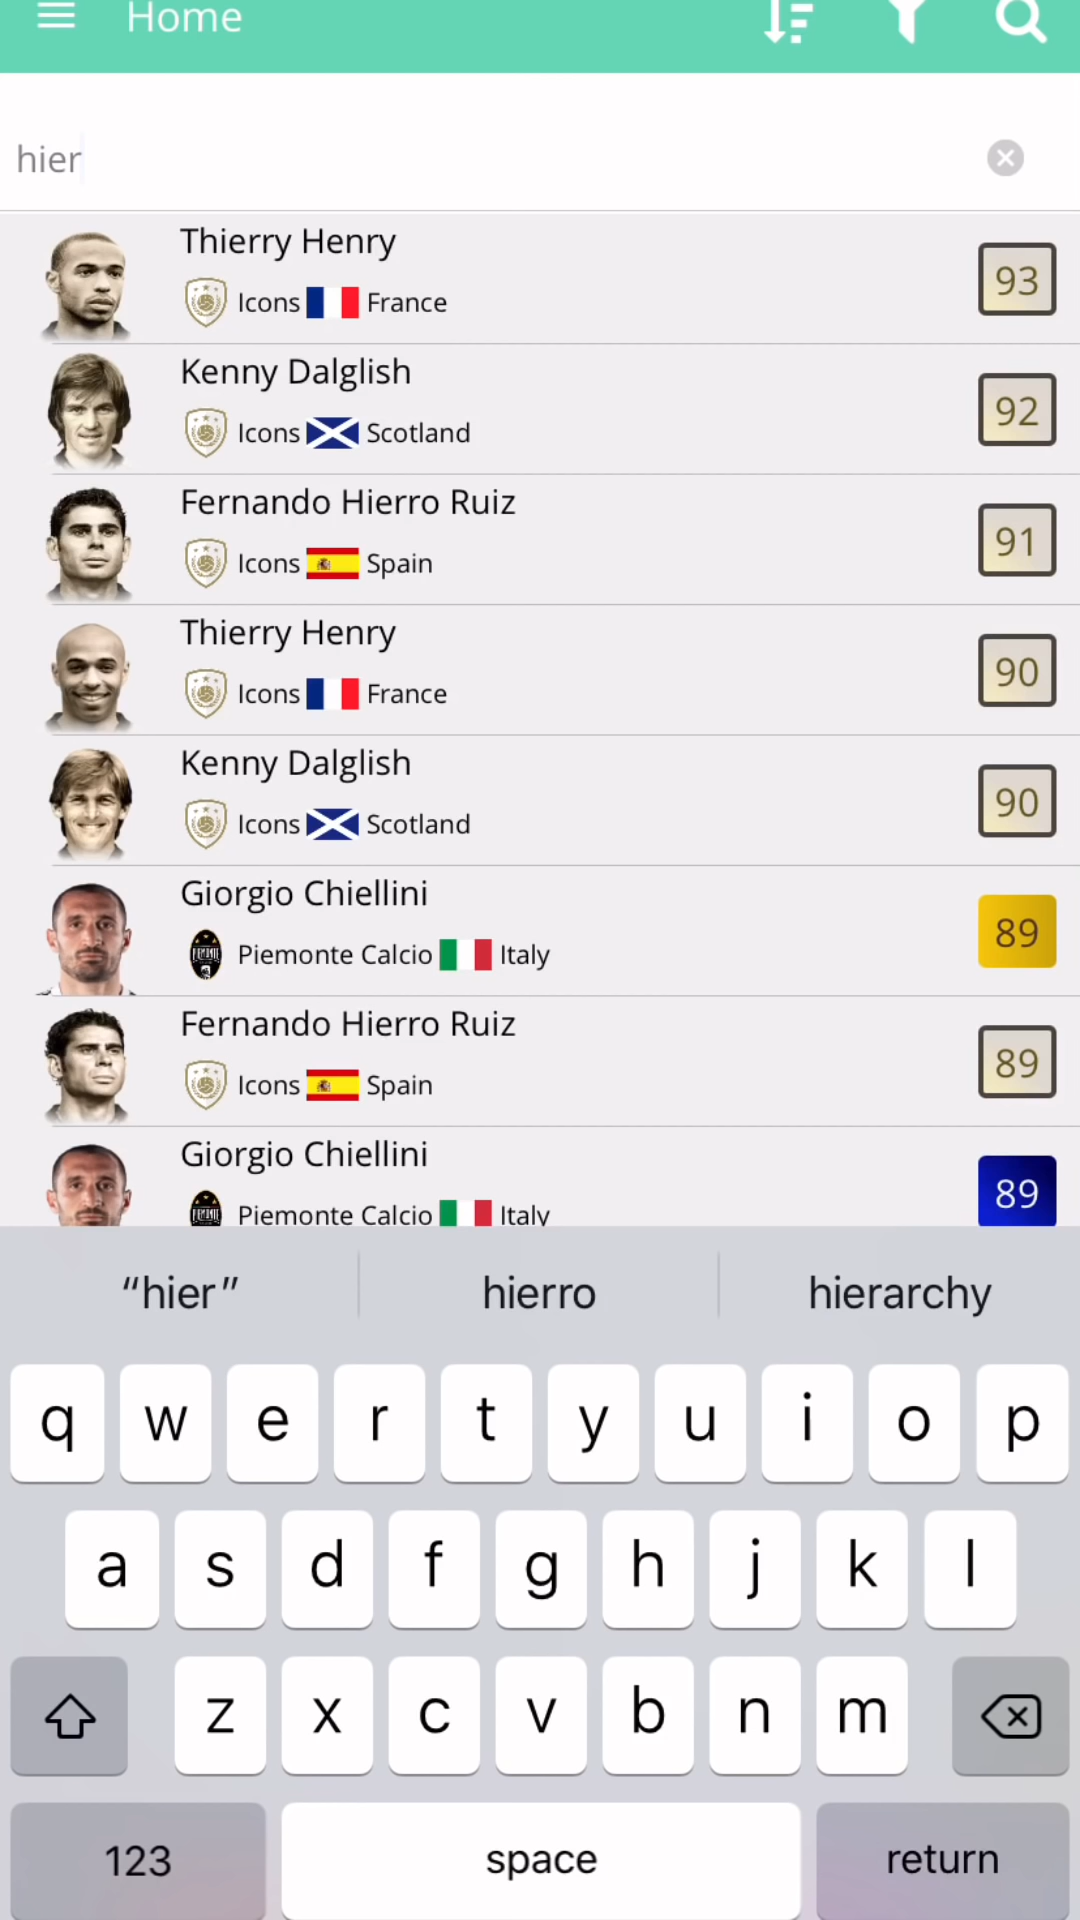 Home
hier
Thierry Henry
Icons France
93
Kenny Dalglish
Icons Scotland
92
Fernando Hierro Ruiz
Icons Spain
91
Thierry Henry
Icons France
90
Kenny Dalglish
Icons Scotland
90
Giorgio Chiellini
Piemonte Calcio Italy
89
Fernando Hierro Ruiz
Icons Spain
89
Giorgio Chiellini
Piemonte Calcio Italy
89
“hier” hierro hierarchy
q w e r t y u i o p
a s d f g h j k l
z x c v b n m
123 space return